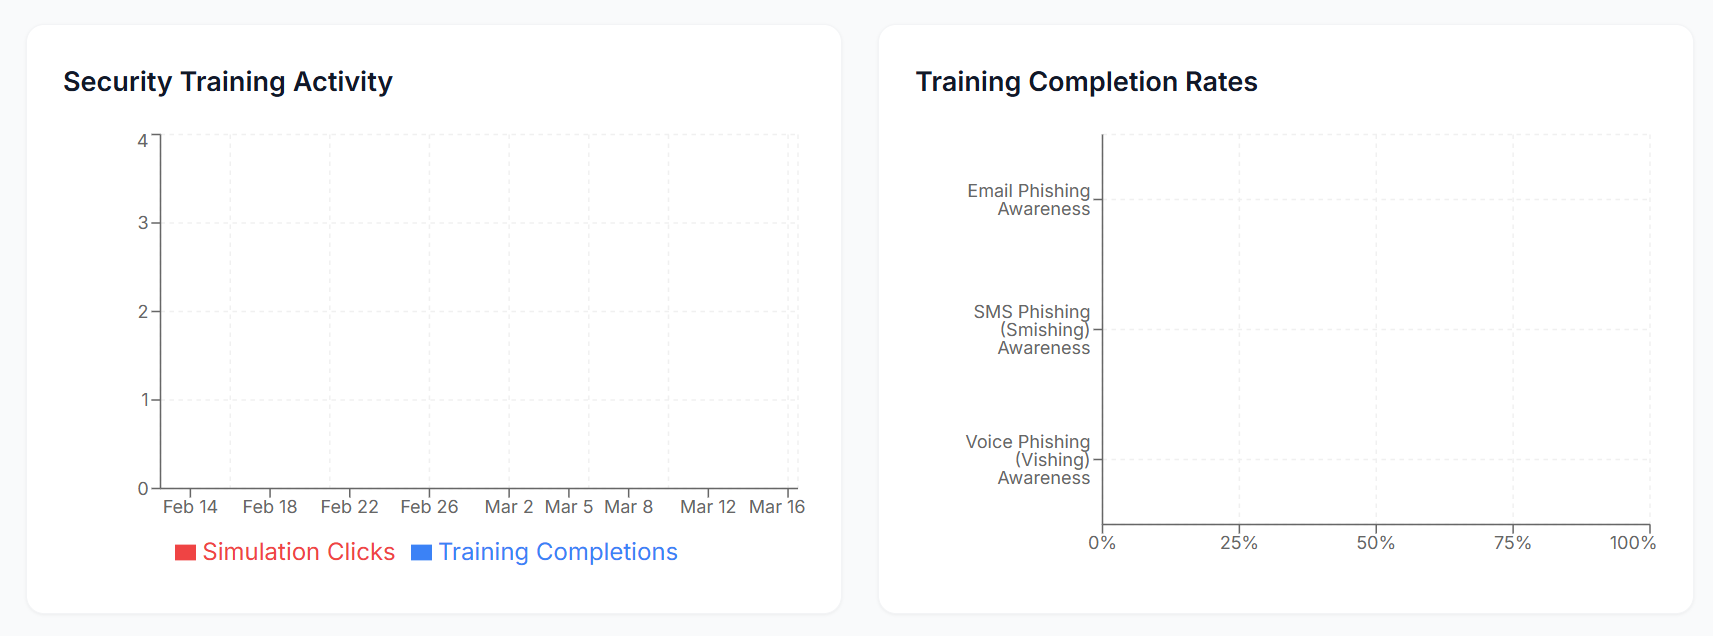 Security Training Activity
4
3
2
1
0
Feb 14 Feb 18 Feb 22 Feb 26 Mar 2 Mar 5 Mar 8 Mar 12 Mar 16
Simulation Clicks Training Completions
Training Completion Rates
Email Phishing
Awareness
SMS Phishing
(Smishing)
Awareness
Voice Phishing
(Vishing)
Awareness
0% 25% 50% 75% 100%